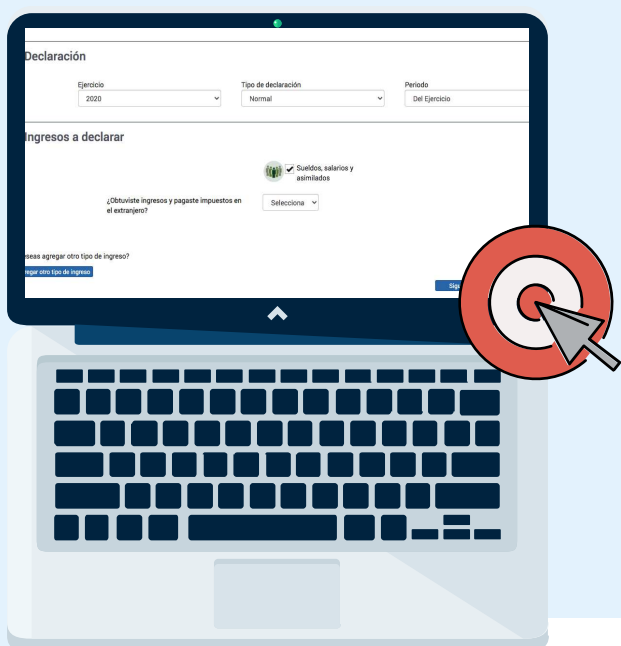 Declaración
Ejercicio Tipo de declaración Periodo
2020 Normal Del Ejercicio
Ingresos a declarar
Sueldos, salarios y
asimilados
¿Obtuviste ingresos y pagaste impuestos en
el extranjero?
Selecciona
eseas agregar otro tipo de ingreso?
regar otro tipo de ingreso